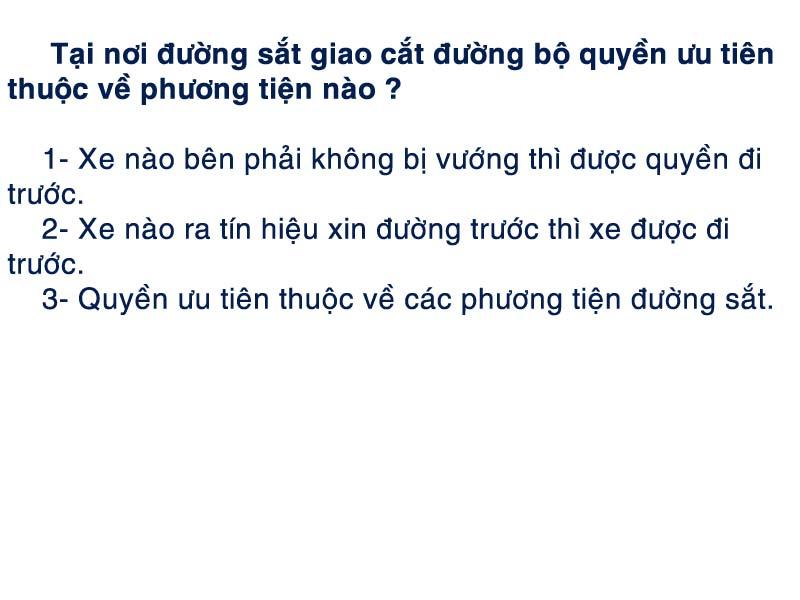 Tại nơi đường sắt giao cắt đường bộ quyền ưu tiên
thuộc về phương tiện nào ?
1- Xe nào bên phải không bị vướng thì được quyền đi
trước.
2- Xe nào ra tín hiệu xin đường trước thì xe được đi
trước.
3- Quyền ưu tiên thuộc về các phương tiện đường sắt.